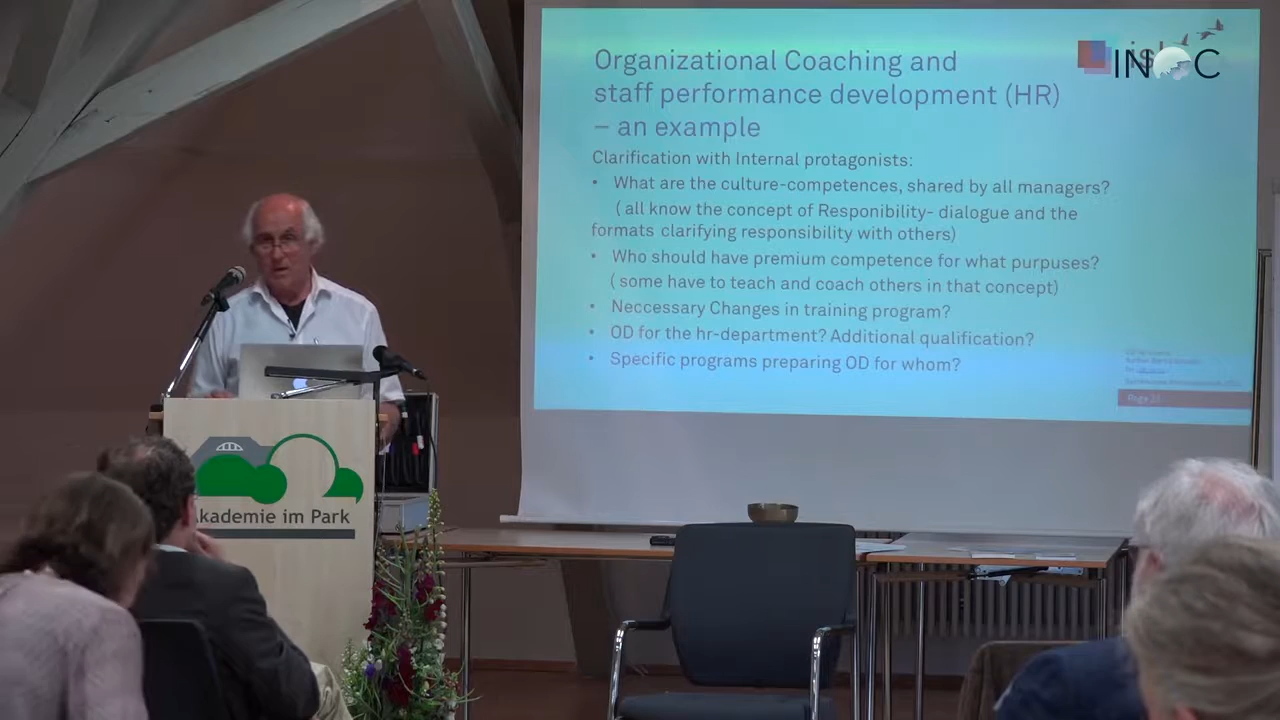 Organizational Coaching and
staff performance development (HR)
– an example
INOC
Clarification with Internal protagonists:
• What are the culture-competences, shared by all managers?
( all know the concept of Responibility- dialogue and the
formats clarifying responsibility with others)
• Who should have premium competence for what purpuses?
( some have to teach and coach others in that concept)
• Neccessary Changes in training program?
• OD for the hr-department? Additional qualification?
• Specific programs preparing OD for whom?
Akademie im Park